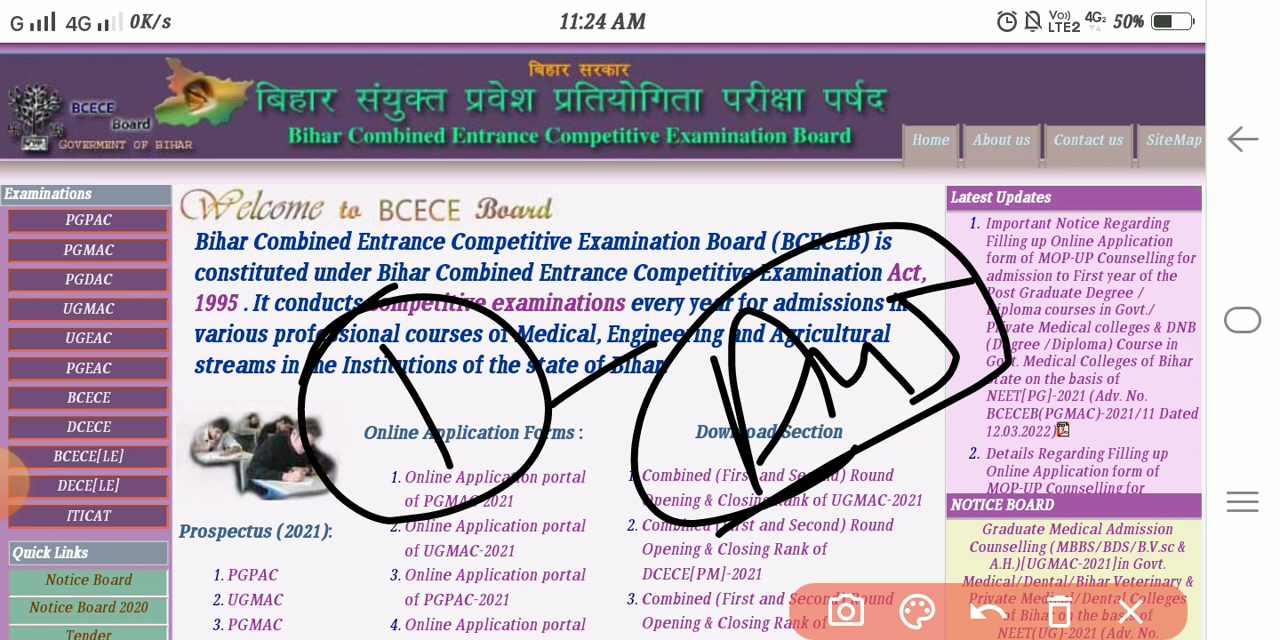 G 4G 0K/s 11:24 AM Vo)) LTE2 4G2 50%
बिहार सरकार
बिहार संयुक्त प्रवेश प्रतियोगिता परीक्षा पर्षद
Bihar Combined Entrance Competitive Examination Board
BCECE
Board
GOVERMENT OF BIHAR
Home About us Contact us SiteMap
Examinations
PGPAC
PGMAC
PGDAC
UGMAC
UGEAC
PGEAC
BCECE
DCECE
BCECE[LE]
DECE[LE]
ITICAT
Quick Links
Notice Board
Notice Board 2020
Tender
Welcome to BCECE Board
Bihar Combined Entrance Competitive Examination Board (BCECEB) is
constituted under Bihar Combined Entrance Competitive Examination Act,
1995 . It conducts competitive examinations every year for admissions in
various professional courses of Medical, Engineering and Agricultural
streams in the Institutions of the state of Bihar.
Prospectus (2021):
1. PGPAC
2. UGMAC
3. PGMAC
Online Application Forms :
1. Online Application portal
of PGMAC-2021
2. Online Application portal
of UGMAC-2021
3. Online Application portal
of PGPAC-2021
4. Online Application portal
Download Section
1. Combined (First and Second) Round
Opening & Closing Rank of UGMAC-2021
2. Combined (First and Second) Round
Opening & Closing Rank of
DCECE[PM]-2021
3. Combined (First and Second) Round
Opening & Closing Rank of
Latest Updates
1. Important Notice Regarding
Filling up Online Application
form of MOP-UP Counselling for
admission to First year of the
Post Graduate Degree /
Diploma courses in Govt./
Private Medical colleges & DNB
(Degree / Diploma) Course in
Govt. Medical Colleges of Bihar
State on the basis of
NEET[PG]-2021 (Adv. No.
BCECEB(PGMAC)-2021/11 Dated
12.03.2022)
2. Details Regarding Filling up
Online Application form of
MOP-UP Counselling for
NOTICE BOARD
Graduate Medical Admission
Counselling (MBBS/BDS/B.V.sc &
A.H.)[UGMAC-2021]in Govt.
Medical/Dental/Bihar Veterinary &
Private Medical/Dental Colleges
of Bihar on the basis of
NEET(UG)-2021 (Adv. No.